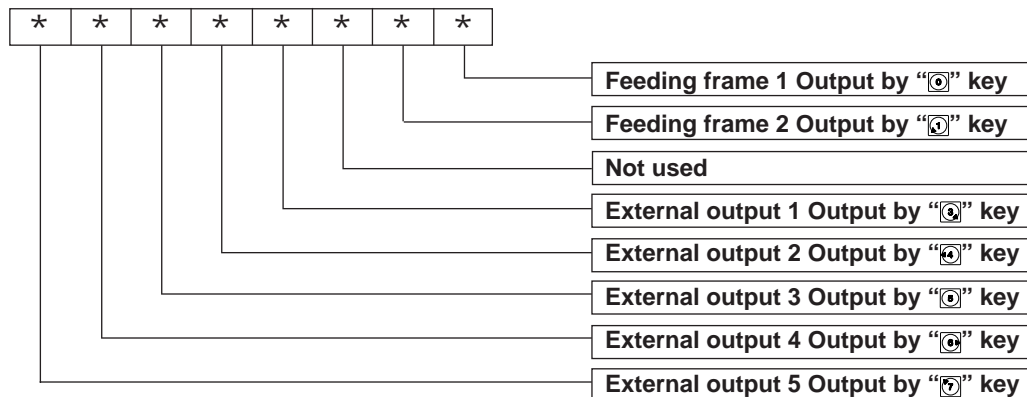 * * * * * * * *
Feeding frame 1 Output by “0” key
Feeding frame 2 Output by “1” key
Not used
External output 1 Output by “3” key
External output 2 Output by “4” key
External output 3 Output by “5” key
External output 4 Output by “6” key
External output 5 Output by “7” key